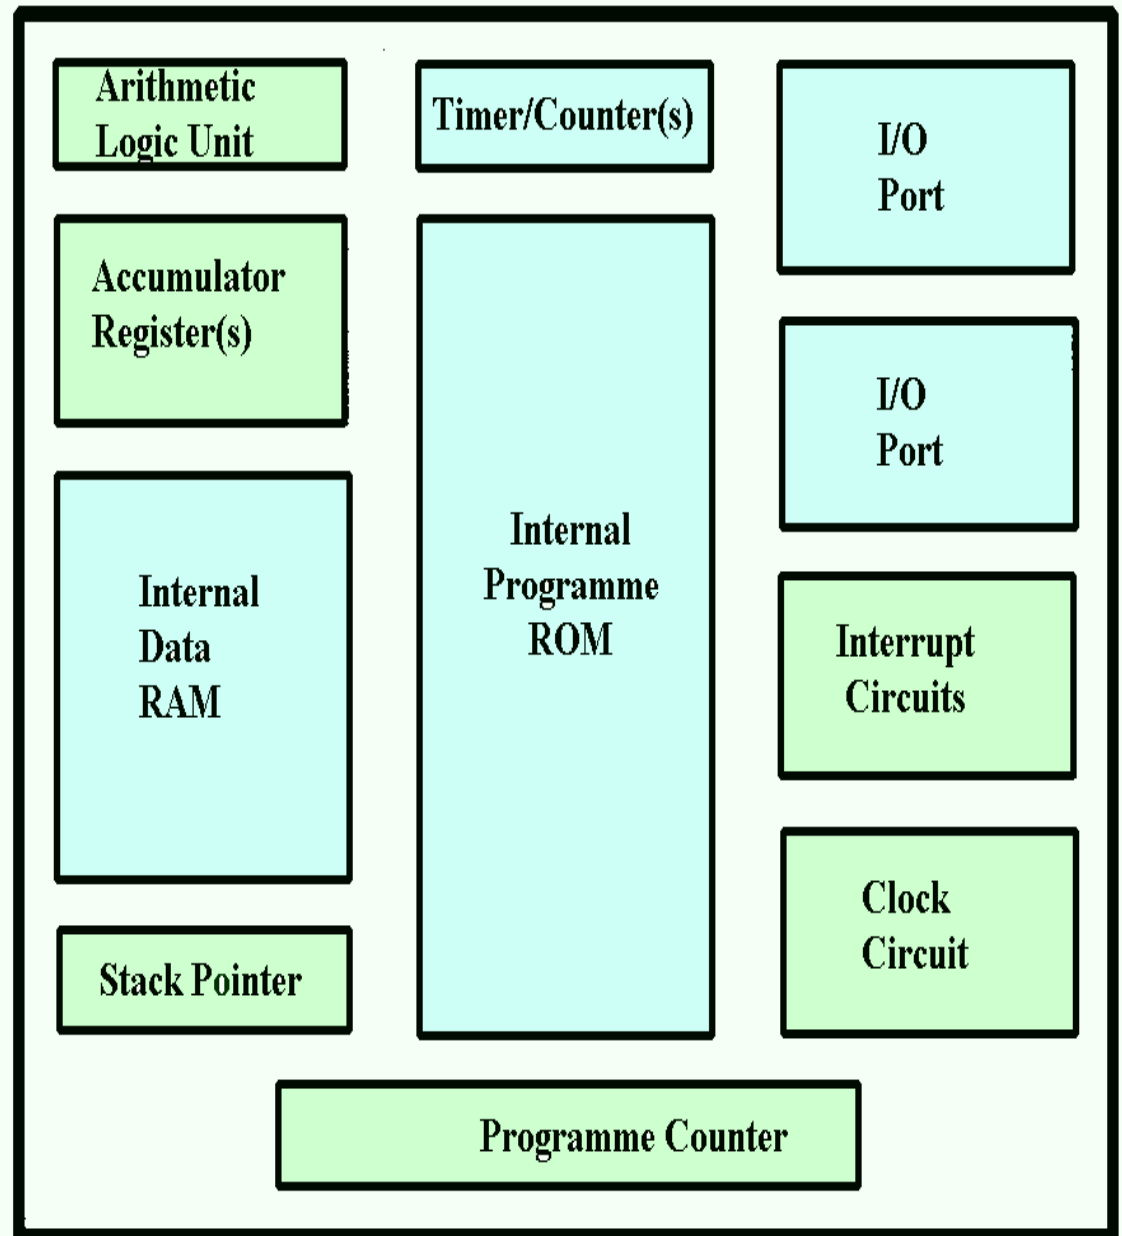 Arithmetic
Logic Unit
Timer/Counter(s)
I/O
Port
Accumulator
Register(s)
I/O
Port
Internal
Data
RAM
Internal
Programme
ROM
Interrupt
Circuits
Stack Pointer
Clock
Circuit
Programme Counter